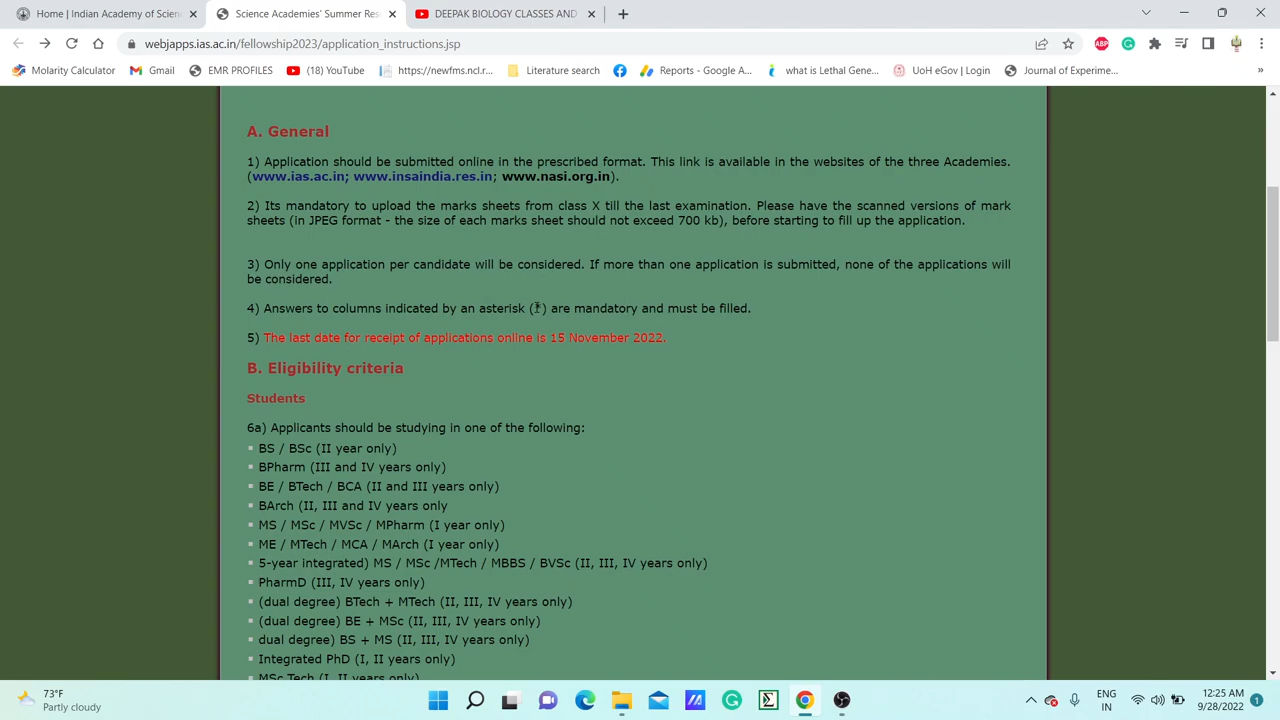 Home | Indian Academy of Scien
Science Academies' Summer Res
DEEPAK BIOLOGY CLASSES AND
webjapps.ias.ac.in/fellowship2023/application_instructions.jsp
Molarity Calculator
Gmail
EMR PROFILES
(18) YouTube
https://newfms.ncl.r...
Literature search
Reports - Google A...
what is Lethal Gene...
UoH eGov | Login
Journal of Experime...
»
A. General
1) Application should be submitted online in the prescribed format. This link is available in the websites of the three Academies.
(www.ias.ac.in; www.insaindia.res.in; www.nasi.org.in).
2) Its mandatory to upload the marks sheets from class X till the last examination. Please have the scanned versions of mark
sheets (in JPEG format - the size of each marks sheet should not exceed 700 kb), before starting to fill up the application.
3) Only one application per candidate will be considered. If more than one application is submitted, none of the applications will
be considered.
4) Answers to columns indicated by an asterisk (*) are mandatory and must be filled.
5) The last date for receipt of applications online is 15 November 2022.
B. Eligibility criteria
Students
6a) Applicants should be studying in one of the following:
BS / BSc (II year only)
BPharm (III and IV years only)
BE / BTech / BCA (II and III years only)
BArch (II, III and IV years only
MS / MSc / MVSc / MPharm (I year only)
ME / MTech / MCA / MArch (I year only)
5-year integrated) MS / MSc /MTech / MBBS / BVSc (II, III, IV years only)
PharmD (III, IV years only)
(dual degree) BTech + MTech (II, III, IV years only)
(dual degree) BE + MSc (II, III, IV years only)
dual degree) BS + MS (II, III, IV years only)
Integrated PhD (I, II years only)
MSc Tech (I, II years only)
73°F
Partly cloudy
ENG
IN
12:25 AM
9/28/2022
1